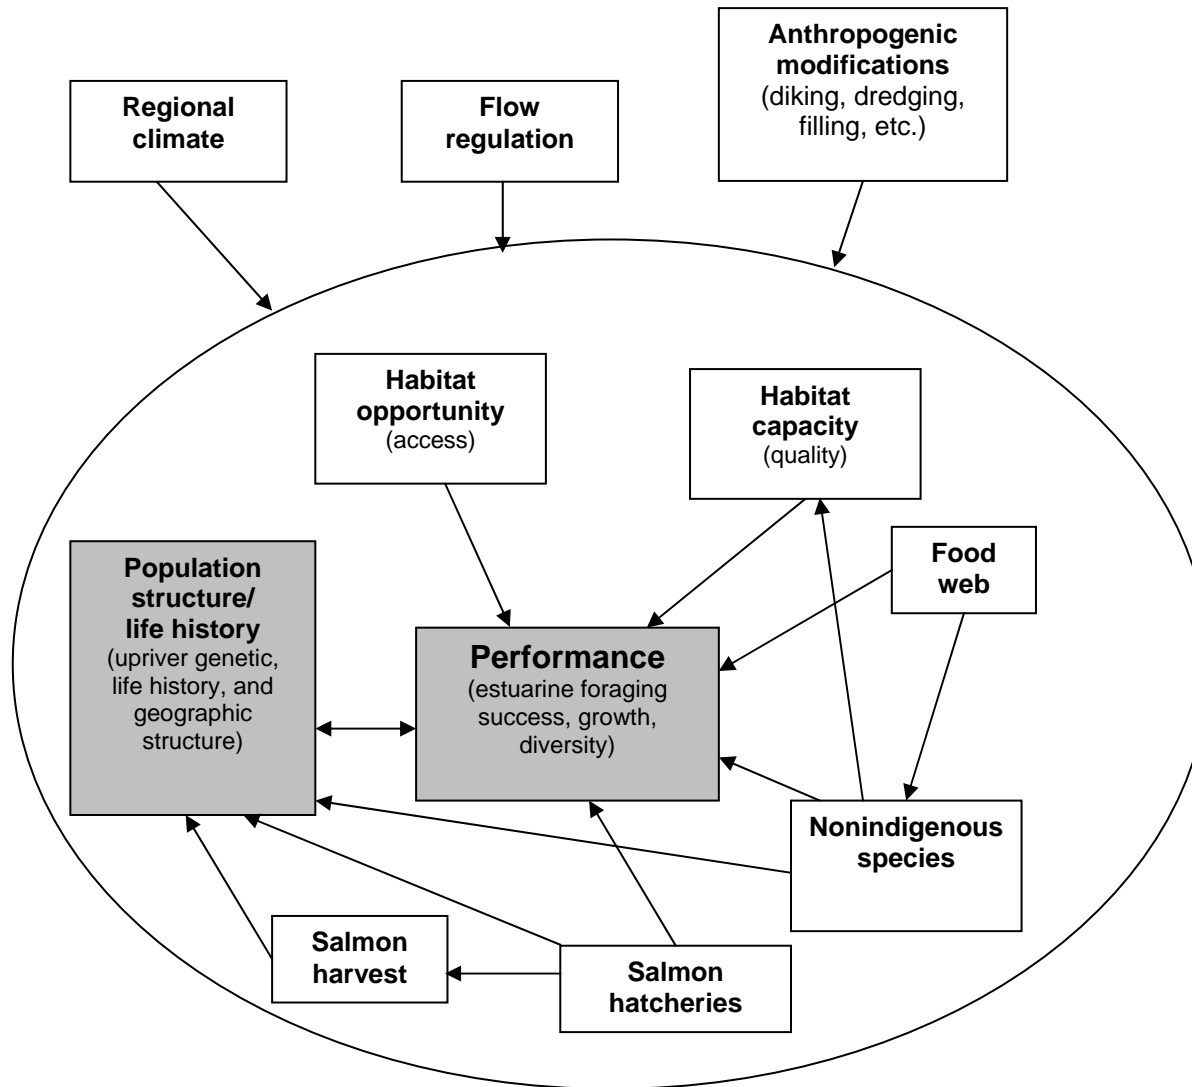 Regional
climate
Flow
regulation
Anthropogenic
modifications
(diking, dredging,
filling, etc.)
Habitat
opportunity
(access)
Habitat
capacity
(quality)
Food
web
Population
structure/
life history
(upriver genetic,
life history, and
geographic
structure)
Performance
(estuarine foraging
success, growth,
diversity)
Nonindigenous
species
Salmon
harvest
Salmon
hatcheries